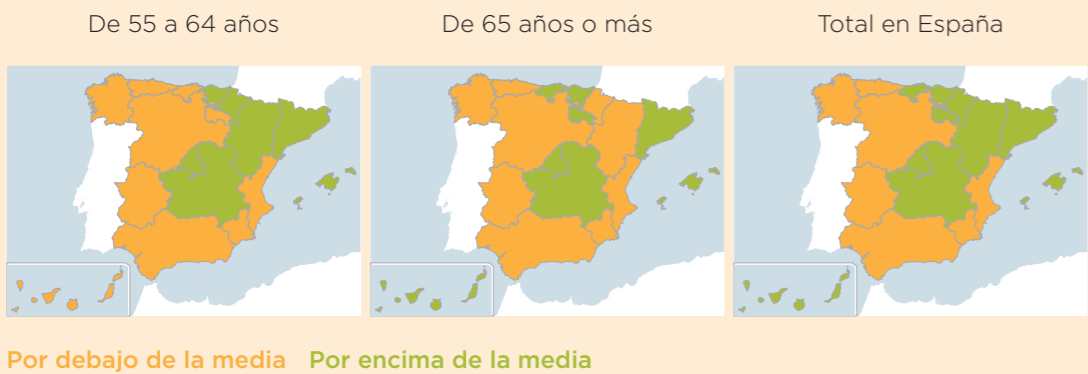 De 55 a 64 años
De 65 años o más
Total en España
Por debajo de la media Por encima de la media